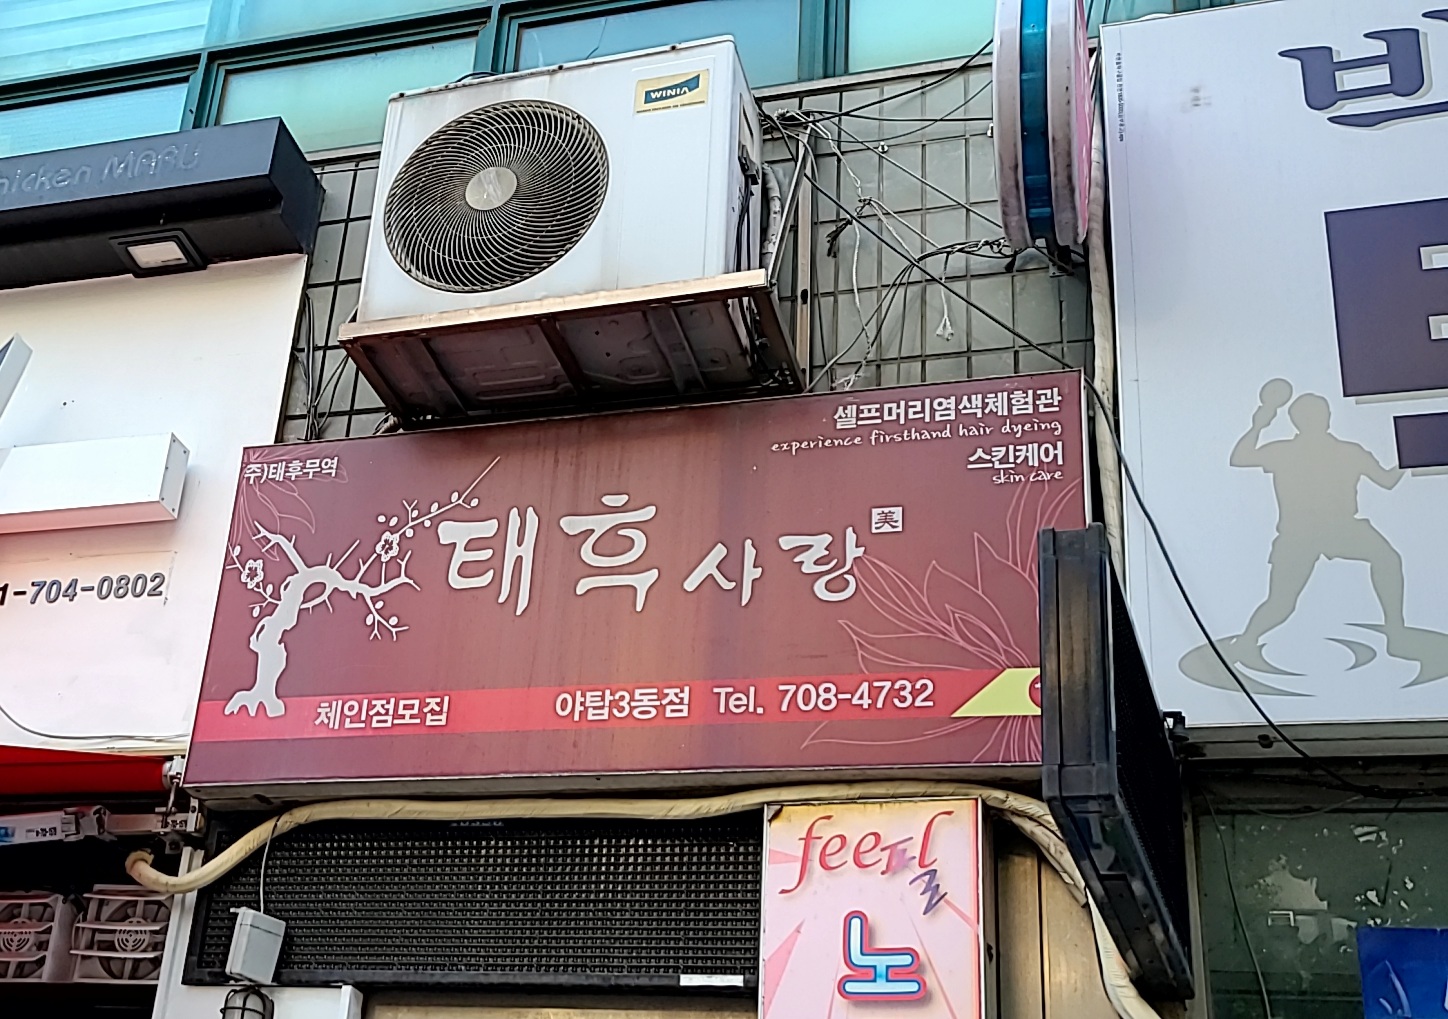 WINIA
chicken MARU
셀프머리염색체험관
experience firsthand hair dyeing
스킨케어
skin care
주)태후무역
태후사랑
美
체인점모집 야탑3동점 Tel. 708-4732
1-704-0802
feel필
노